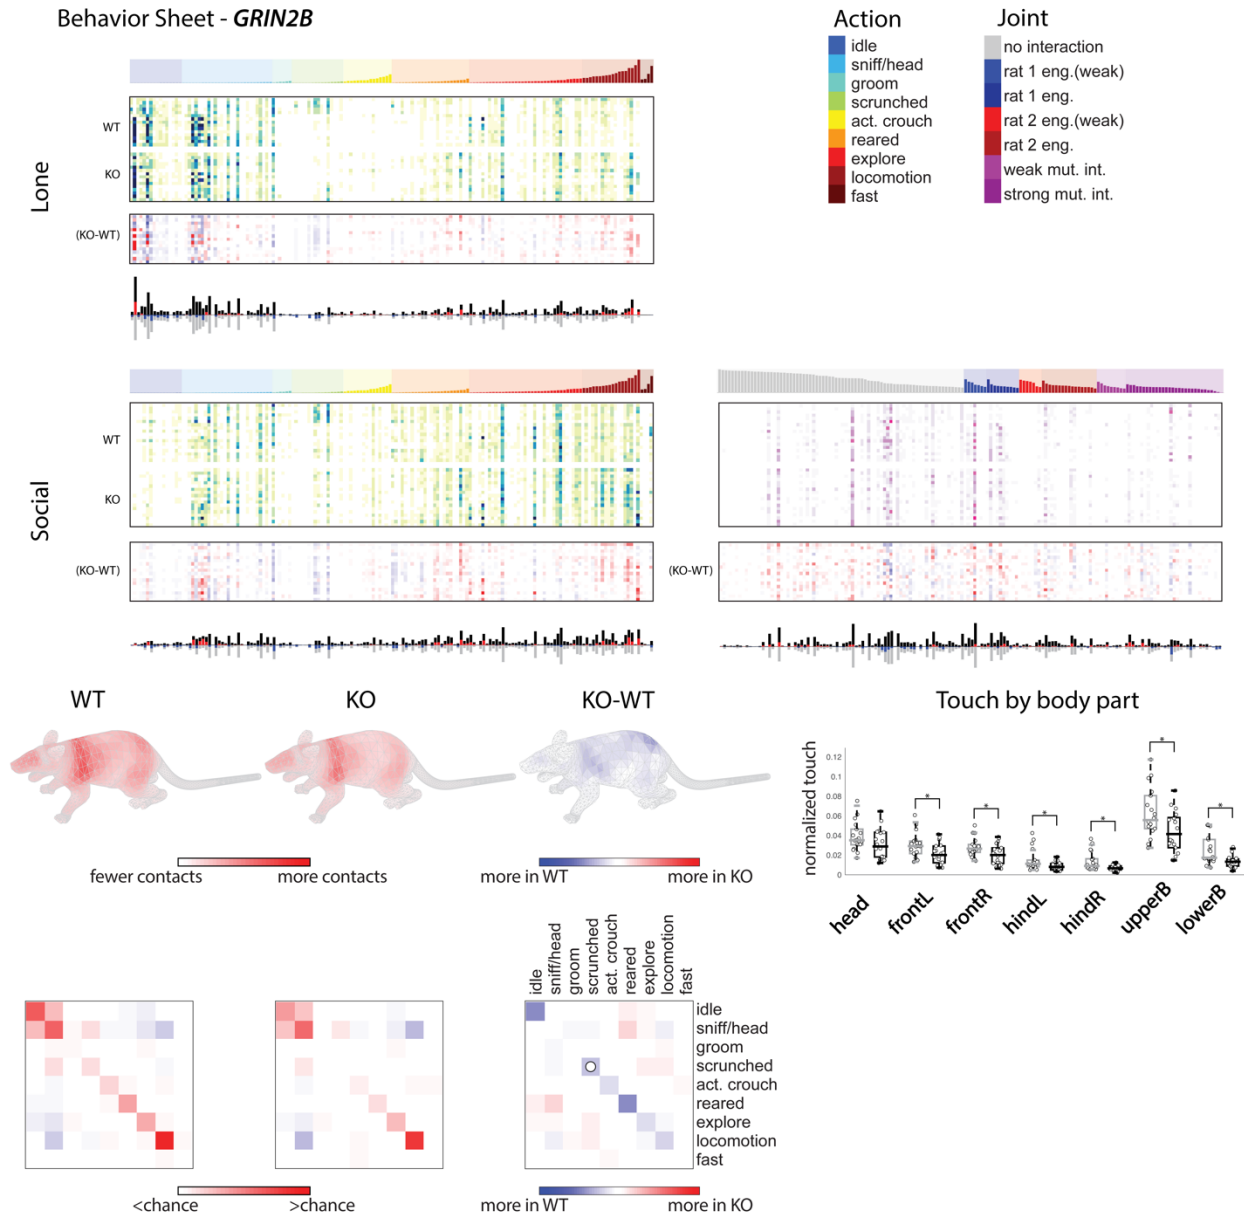 Behavior Sheet - GRIN2B
Action
idle
sniff/head
groom
scrunched
act. crouch
reared
explore
locomotion
fast
Joint
no interaction
rat 1 eng.(weak)
rat 1 eng.
rat 2 eng.(weak)
rat 2 eng.
weak mut. int.
strong mut. int.
Lone
WT
KO
(KO-WT)
Social
WT
KO
(KO-WT)
(KO-WT)
WT
KO
KO-WT
fewer contacts
more contacts
more in WT
more in KO
Touch by body part
normalized touch
0.12
0.1
0.08
0.06
0.04
0.02
0
*
*
*
*
*
*
head
frontL
frontR
hindL
hindR
upperB
lowerB
idle
sniff/head
groom
scrunched
act. crouch
reared
explore
locomotion
fast
idle
sniff/head
groom
scrunched
act. crouch
reared
explore
locomotion
fast
<chance
>chance
more in WT
more in KO